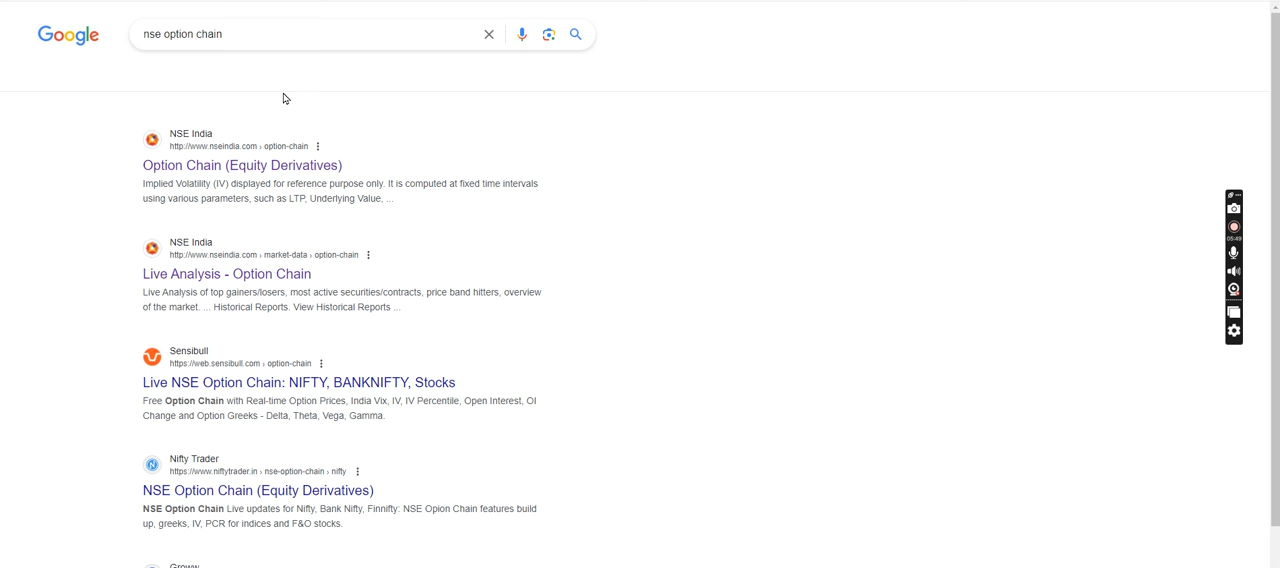 Google
nse option chain
NSE India
http://www.nseindia.com › option-chain
Option Chain (Equity Derivatives)
Implied Volatility (IV) displayed for reference purpose only. It is computed at fixed time intervals
using various parameters, such as LTP, Underlying Value, ...
NSE India
http://www.nseindia.com › market-data › option-chain
Live Analysis - Option Chain
Live Analysis of top gainers/losers, most active securities/contracts, price band hitters, overview
of the market. ... Historical Reports. View Historical Reports ...
Sensibull
https://web.sensibull.com › option-chain
Live NSE Option Chain: NIFTY, BANKNIFTY, Stocks
Free Option Chain with Real-time Option Prices, India Vix, IV, IV Percentile, Open Interest, OI
Change and Option Greeks - Delta, Theta, Vega, Gamma.
Nifty Trader
https://www.niftytrader.in › nse-option-chain › nifty
NSE Option Chain (Equity Derivatives)
NSE Option Chain Live updates for Nifty, Bank Nifty, Finnifty: NSE Opion Chain features build
up, greeks, IV, PCR for indices and F&O stocks.
Groww
05:49